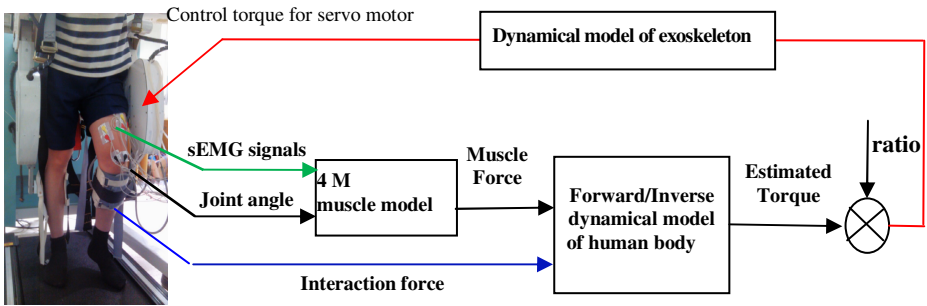 Control torque for servo motor
Dynamical model of exoskeleton
sEMG signals
Joint angle
4 M
muscle model
Muscle
Force
Forward/Inverse
dynamical model
of human body
Estimated
Torque
ratio
Interaction force